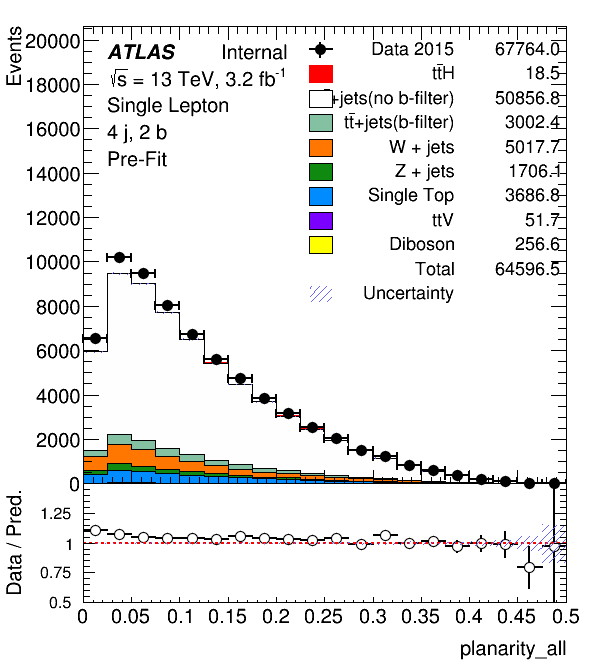 Events
20000
18000
16000
14000
12000
10000
8000
6000
4000
2000
0
ATLAS Internal
√s = 13 TeV, 3.2 fb⁻¹
Single Lepton
4 j, 2 b
Pre-Fit
Data 2015 67764.0
tt̄H 18.5
+jets(no b-filter) 50856.8
tt̄+jets(b-filter) 3002.4
W + jets 5017.7
Z + jets 1706.1
Single Top 3686.8
ttV 51.7
Diboson 256.6
Total 64596.5
Uncertainty
Data / Pred.
1.25
1
0.75
0.5
0 0.05 0.1 0.15 0.2 0.25 0.3 0.35 0.4 0.45 0.5
planarity_all